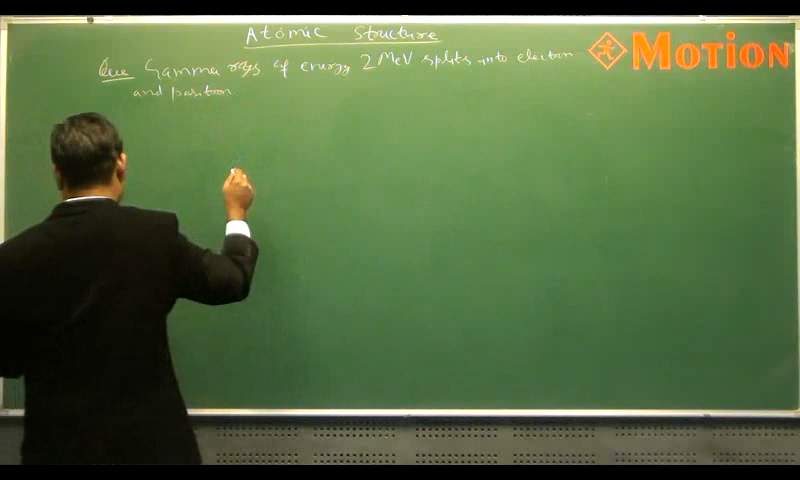 Atomic Structure
MOTION
Que Gamma rays of energy 2 MeV splits into electron
and positron